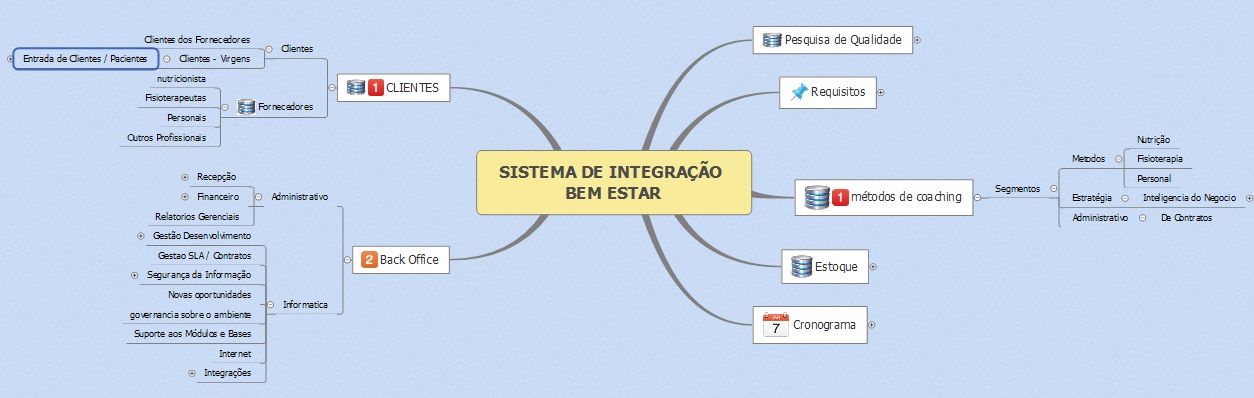 SISTEMA DE INTEGRAÇÃO
BEM ESTAR
1 CLIENTES
Clientes
Clientes dos Fornecedores
Clientes - Virgens
Entrada de Clientes / Pacientes
Fornecedores
nutricionista
Fisioterapeutas
Personais
Outros Profissionais
2 Back Office
Administrativo
Recepção
Financeiro
Relatorios Gerenciais
Informatica
Gestão Desenvolvimento
Gestao SLA / Contratos
Segurança da Informação
Novas oportunidades
governancia sobre o ambiente
Suporte aos Módulos e Bases
Internet
Integrações
Pesquisa de Qualidade
Requisitos
1 métodos de coaching
Segmentos
Metodos
Nutrição
Fisioterapia
Personal
Estratégia
Inteligencia do Negocio
Administrativo
De Contratos
Estoque
7 Cronograma